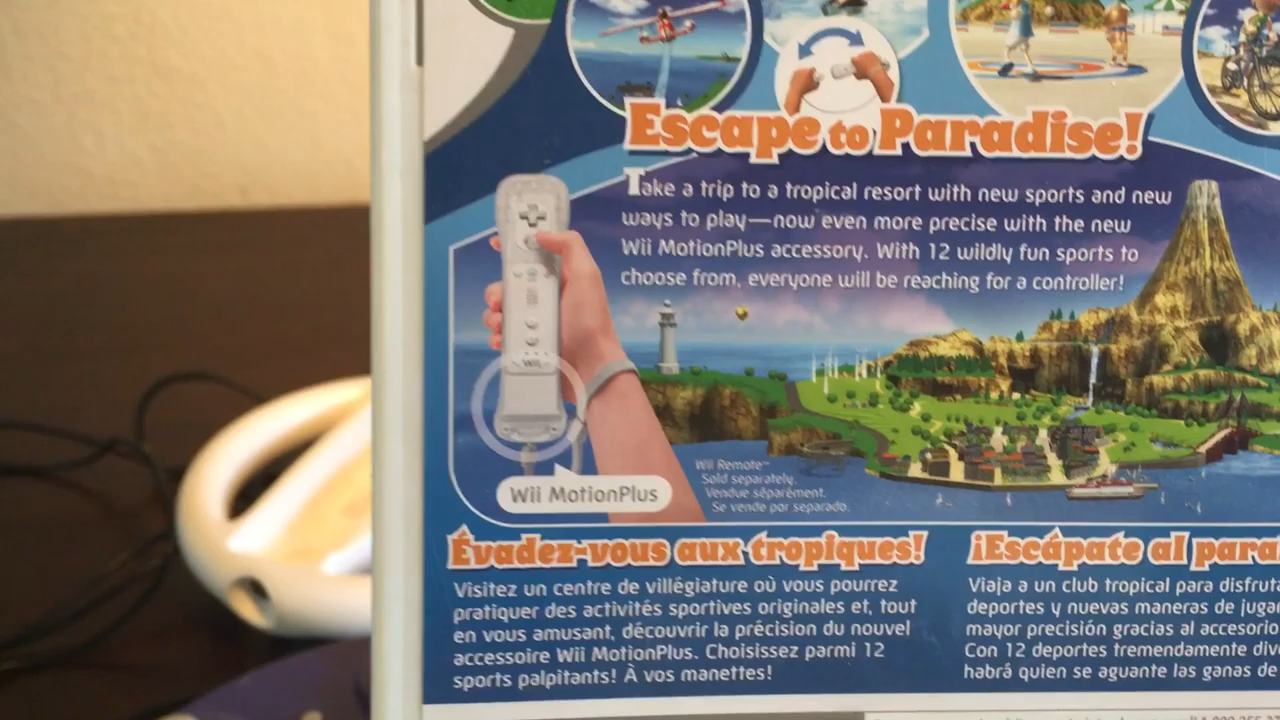 Escape to Paradise!
Take a trip to a tropical resort with new sports and new
ways to play—now even more precise with the new
Wii MotionPlus accessory. With 12 wildly fun sports to
choose from, everyone will be reaching for a controller!
Wii
Wii MotionPlus
Wii Remote™
Sold separately.
Vendue séparément.
Se vende por separado.
Évadez-vous aux tropiques!
Visitez un centre de villégiature où vous pourrez
pratiquer des activités sportives originales et, tout
en vous amusant, découvrir la précision du nouvel
accessoire Wii MotionPlus. Choisissez parmi 12
sports palpitants! À vos manettes!
¡Escápate al para
Viaja a un club tropical para disfruta
deportes y nuevas maneras de jugar
mayor precisión gracias al accesorio
Con 12 deportes tremendamente dive
habrá quien se aguante las ganas de